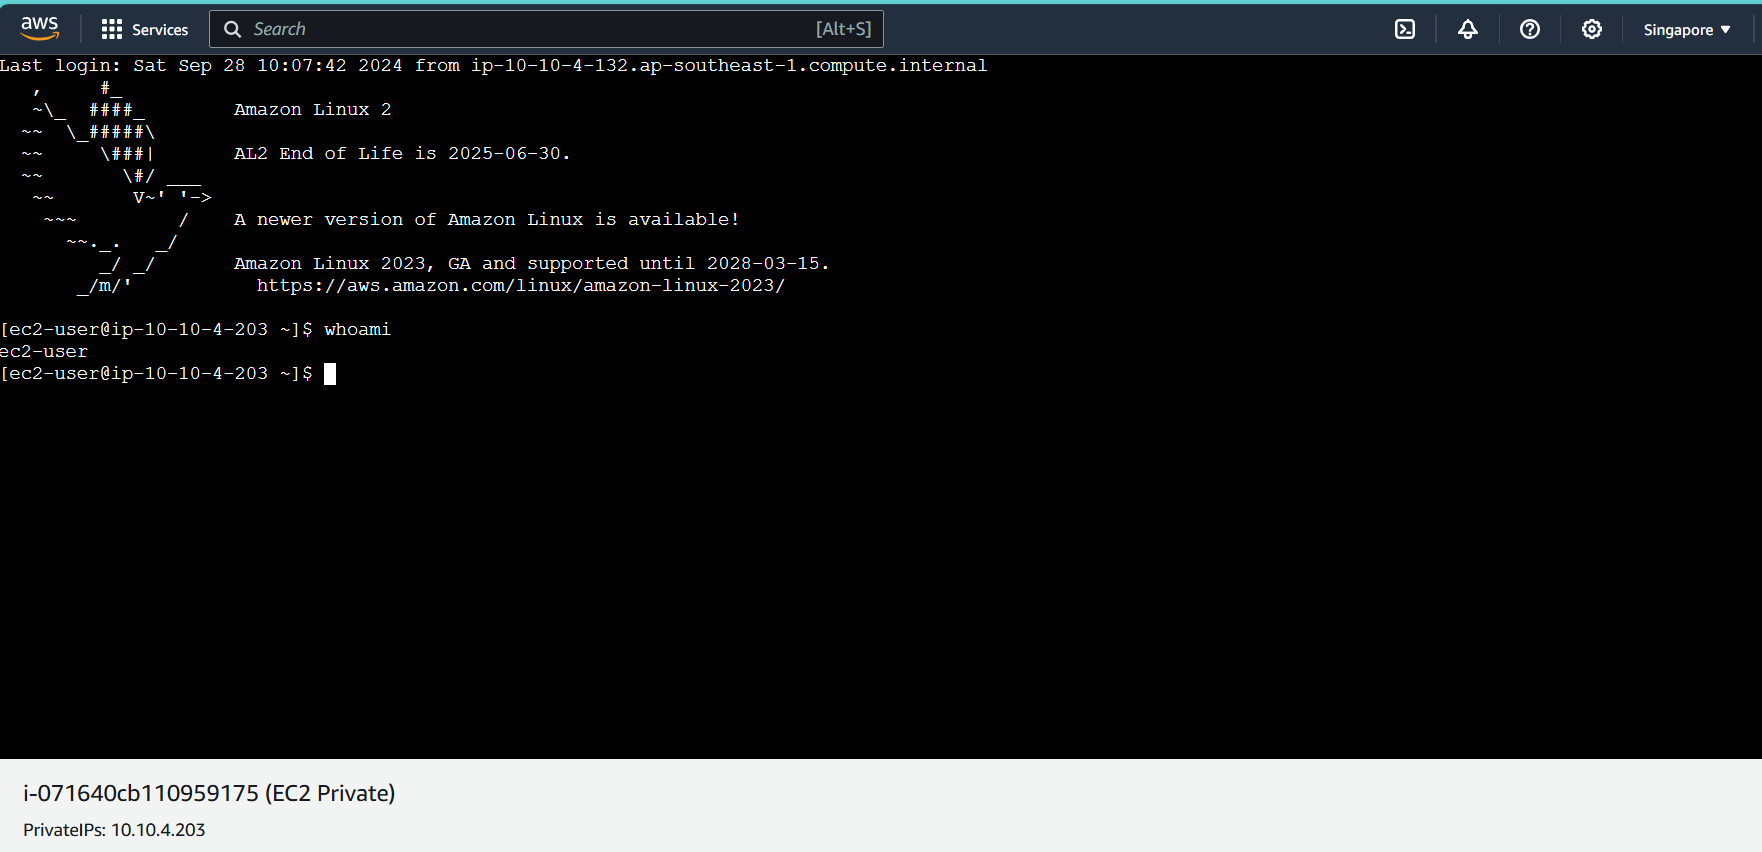 aws Services Search [Alt+S] Singapore
Last login: Sat Sep 28 10:07:42 2024 from ip-10-10-4-132.ap-southeast-1.compute.internal
   ,     #_
   ~\_  ####_        Amazon Linux 2
  ~~  \_#####\
  ~~     \###|       AL2 End of Life is 2025-06-30.
  ~~       \#/ ___
   ~~       V~' '->
    ~~~         /    A newer version of Amazon Linux is available!
      ~~._.   _/
         _/ _/       Amazon Linux 2023, GA and supported until 2028-03-15.
       _/m/'           https://aws.amazon.com/linux/amazon-linux-2023/
[ec2-user@ip-10-10-4-203 ~]$ whoami
ec2-user
[ec2-user@ip-10-10-4-203 ~]$
i-071640cb110959175 (EC2 Private)
PrivateIPs: 10.10.4.203